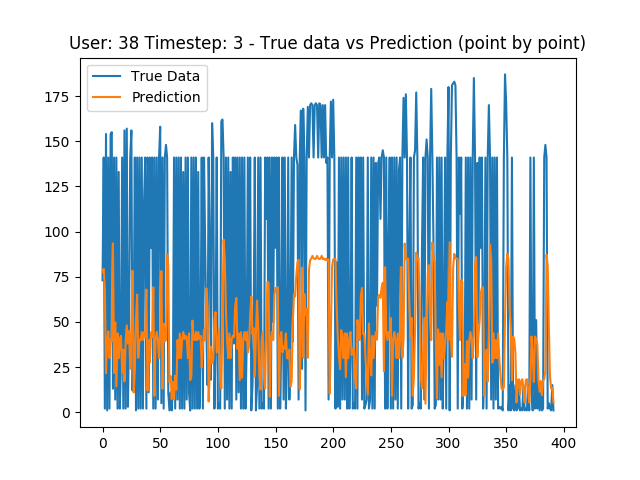 User: 38 Timestep: 3 - True data vs Prediction (point by point)
True Data
Prediction
175
150
125
100
75
50
25
0
0 50 100 150 200 250 300 350 400